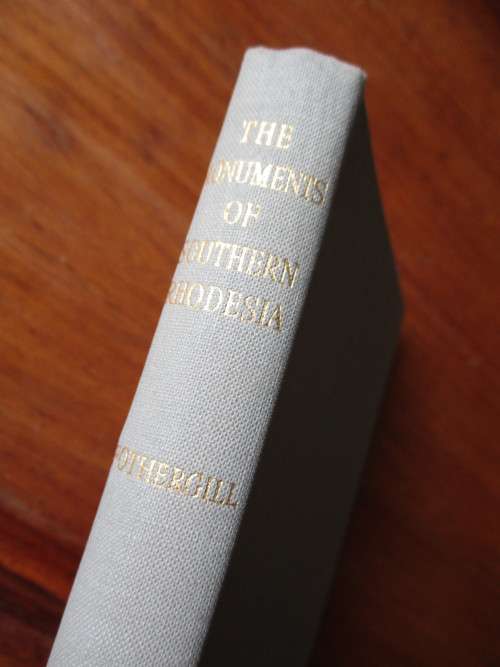 THE
MONUMENTS
OF
SOUTHERN
RHODESIA
FOTHERGILL